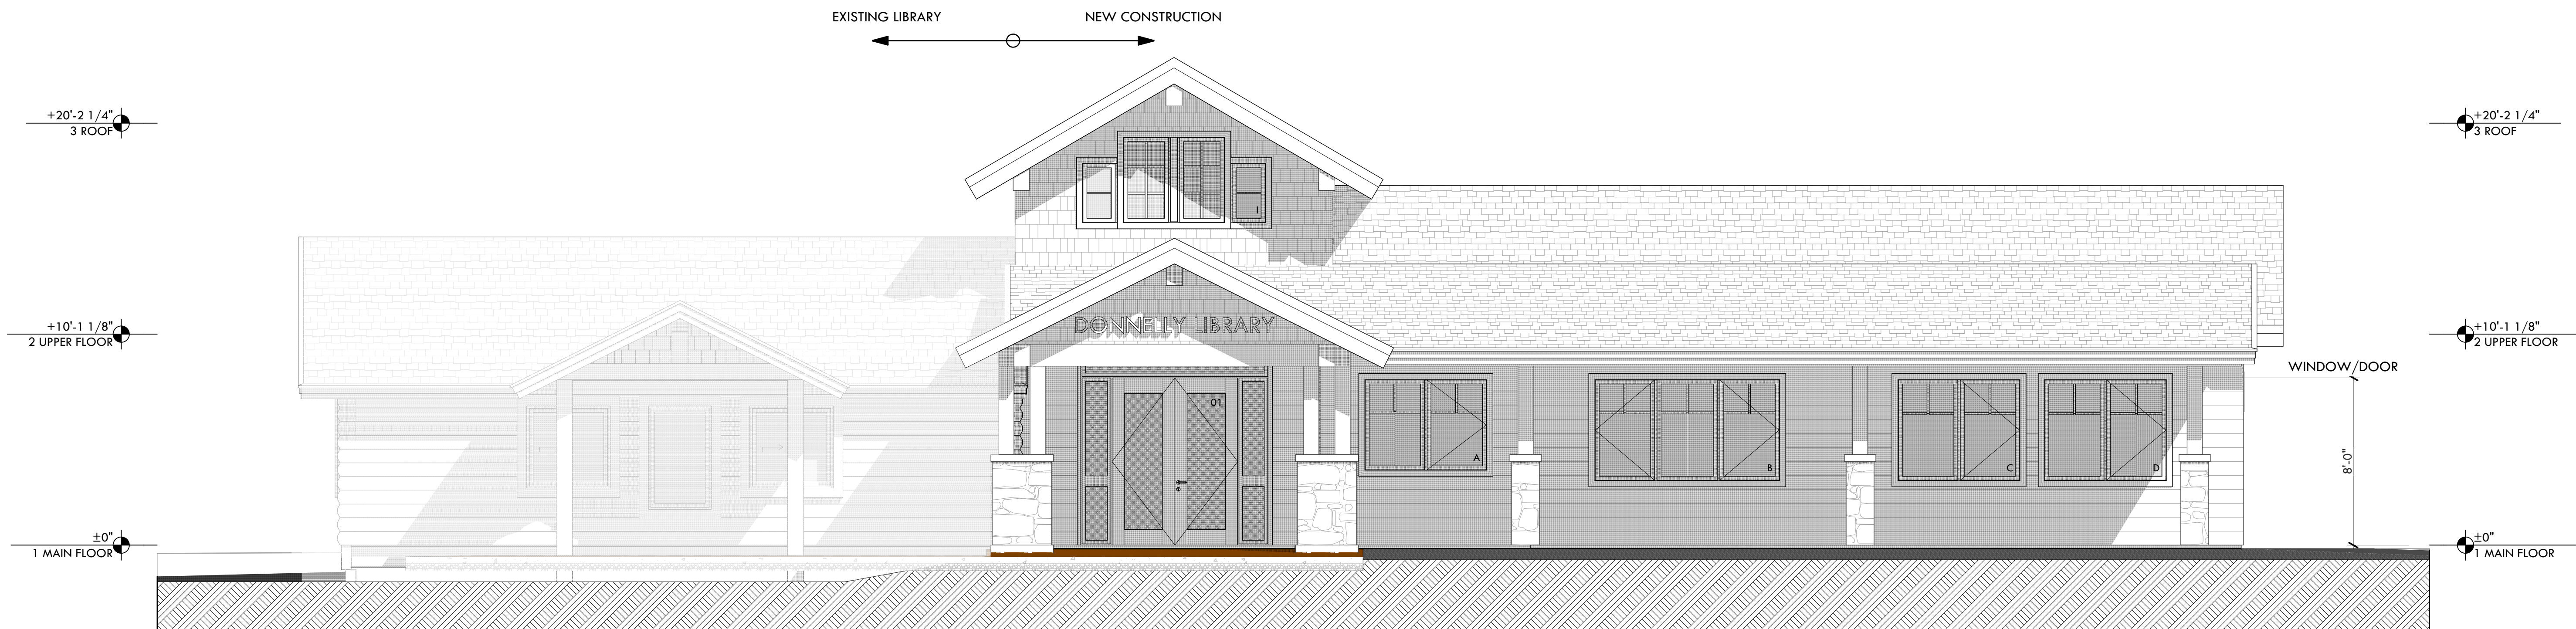 EXISTING LIBRARY
NEW CONSTRUCTION
+20'-2 1/4"
3 ROOF
+20'-2 1/4"
3 ROOF
I
DONNELLY LIBRARY
+10'-1 1/8"
2 UPPER FLOOR
+10'-1 1/8"
2 UPPER FLOOR
WINDOW/DOOR
01
A
B
C
D
8'-0"
±0"
1 MAIN FLOOR
±0"
1 MAIN FLOOR